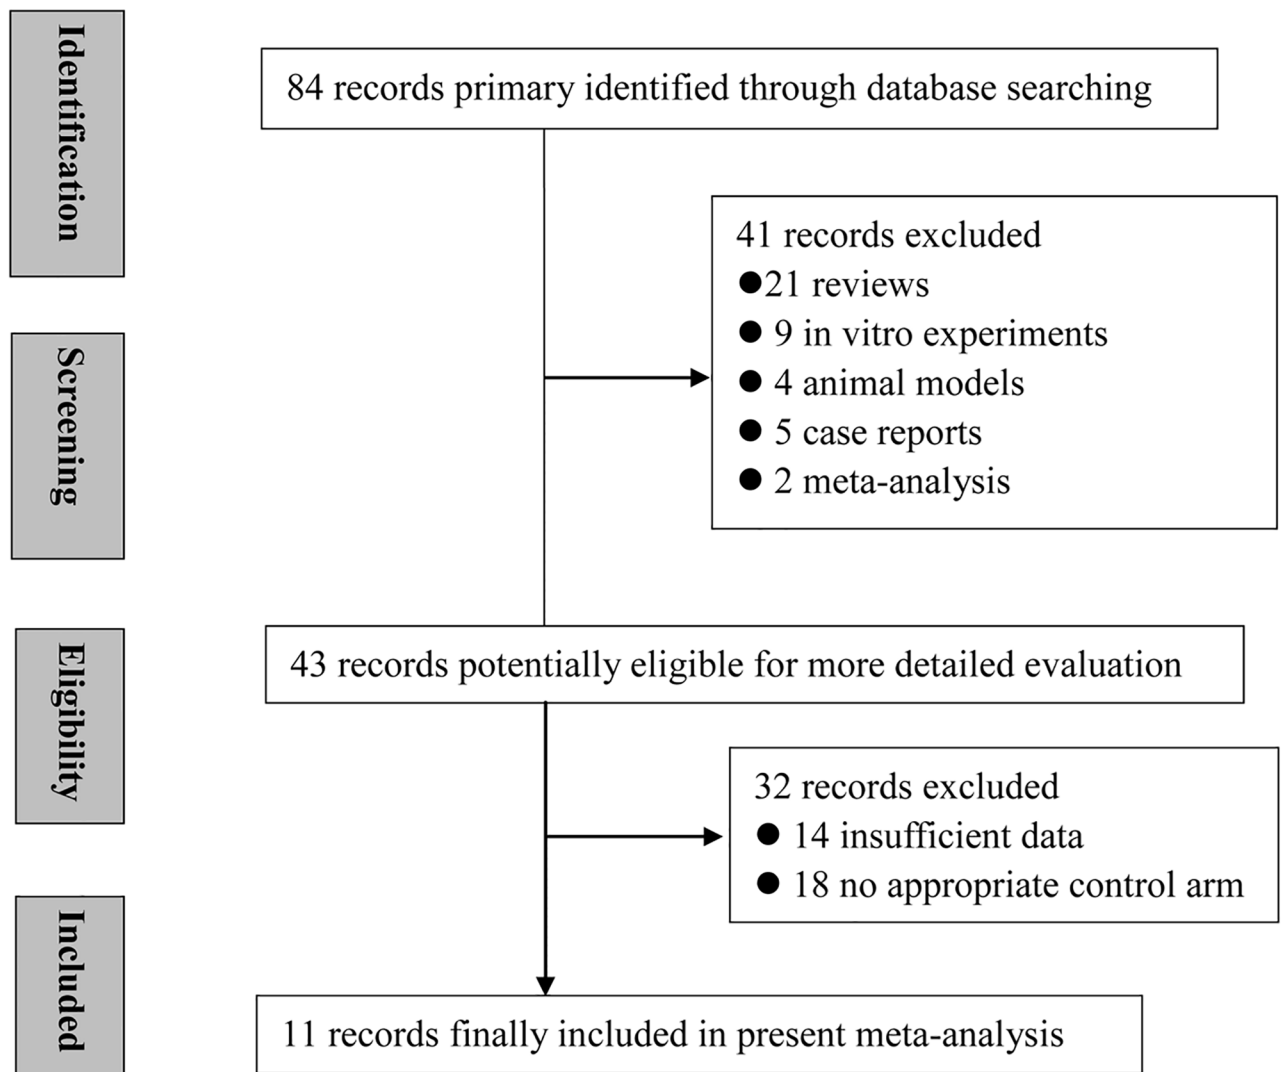 Identification
84 records primary identified through database searching
41 records excluded
●21 reviews
● 9 in vitro experiments
● 4 animal models
● 5 case reports
● 2 meta-analysis
Screening
43 records potentially eligible for more detailed evaluation
Eligibility
32 records excluded
● 14 insufficient data
● 18 no appropriate control arm
Included
11 records finally included in present meta-analysis